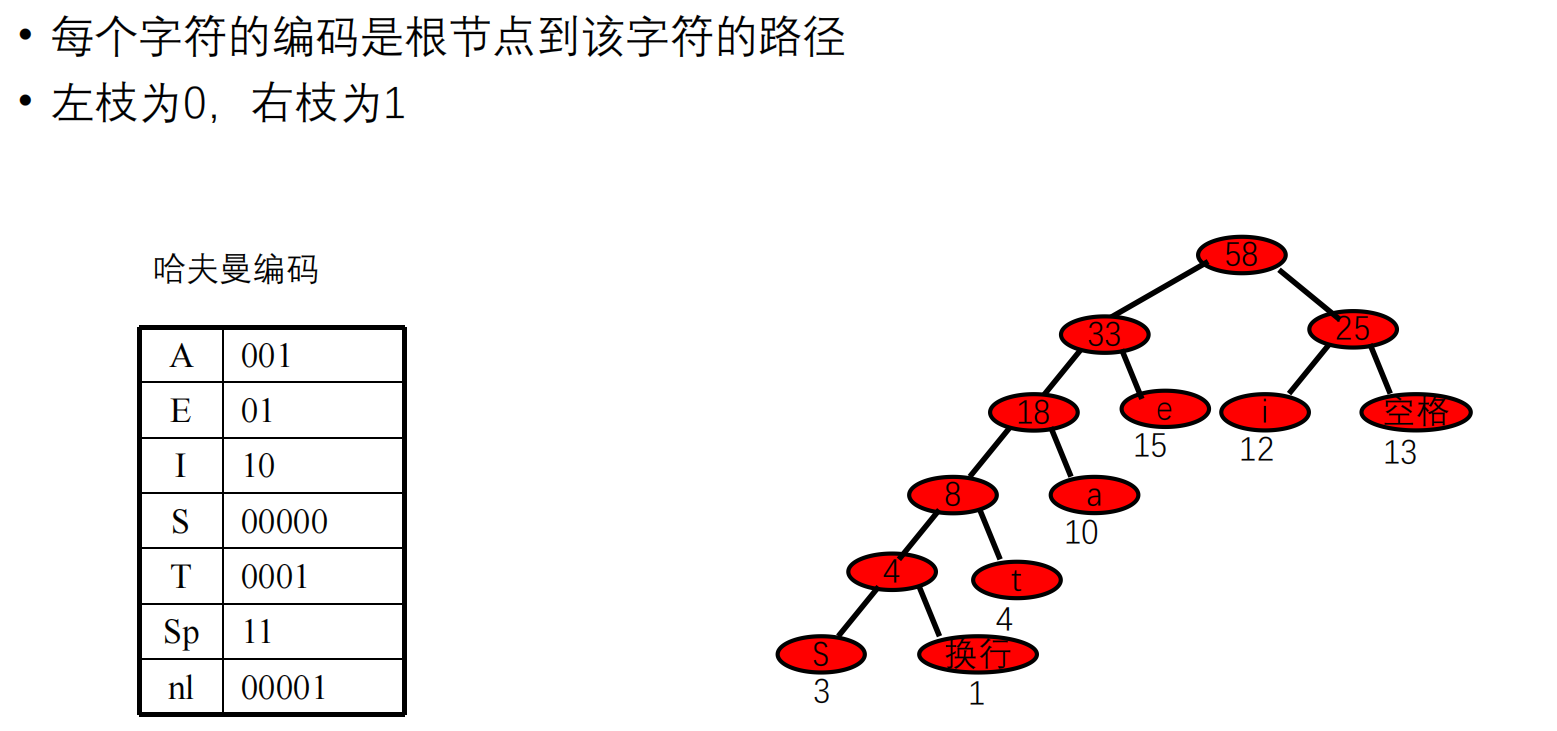 • 每个字符的编码是根节点到该字符的路径
• 左枝为0，右枝为1
哈夫曼编码
A 001
E 01
I 10
S 00000
T 0001
Sp 11
nl 00001
58
33 25
18 e i 空格
15 12 13
8 a
10
4 t
4
S 换行
3 1